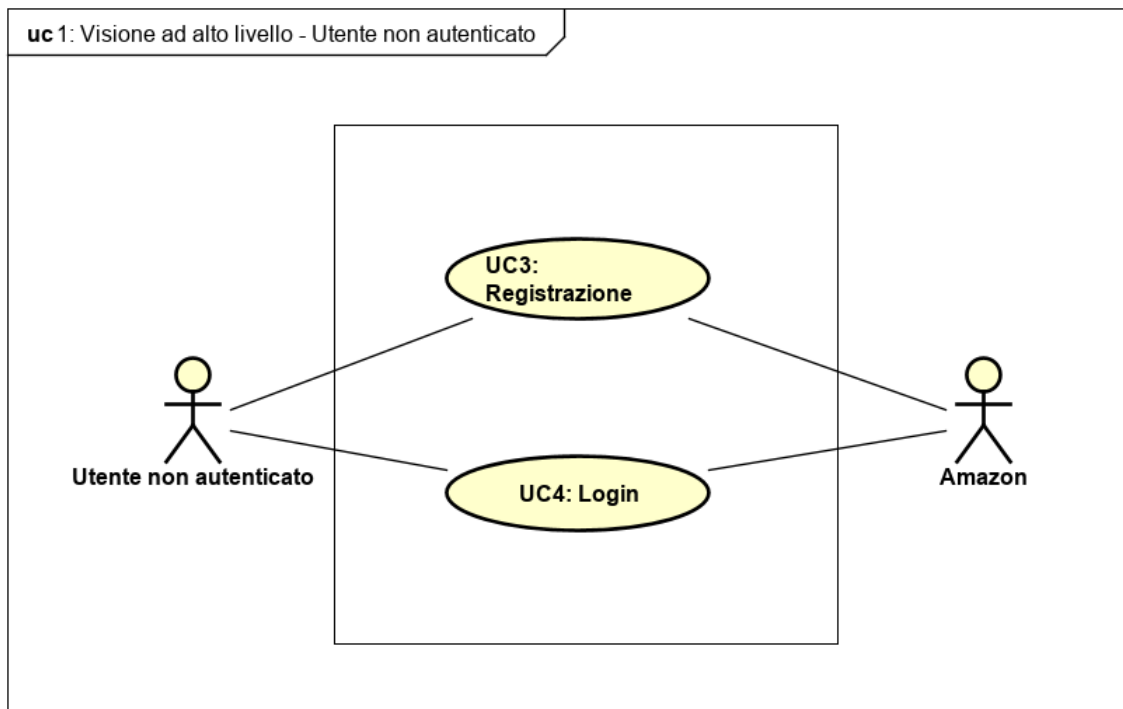 uc 1: Visione ad alto livello - Utente non autenticato
UC3:
Registrazione
Utente non autenticato
UC4: Login
Amazon